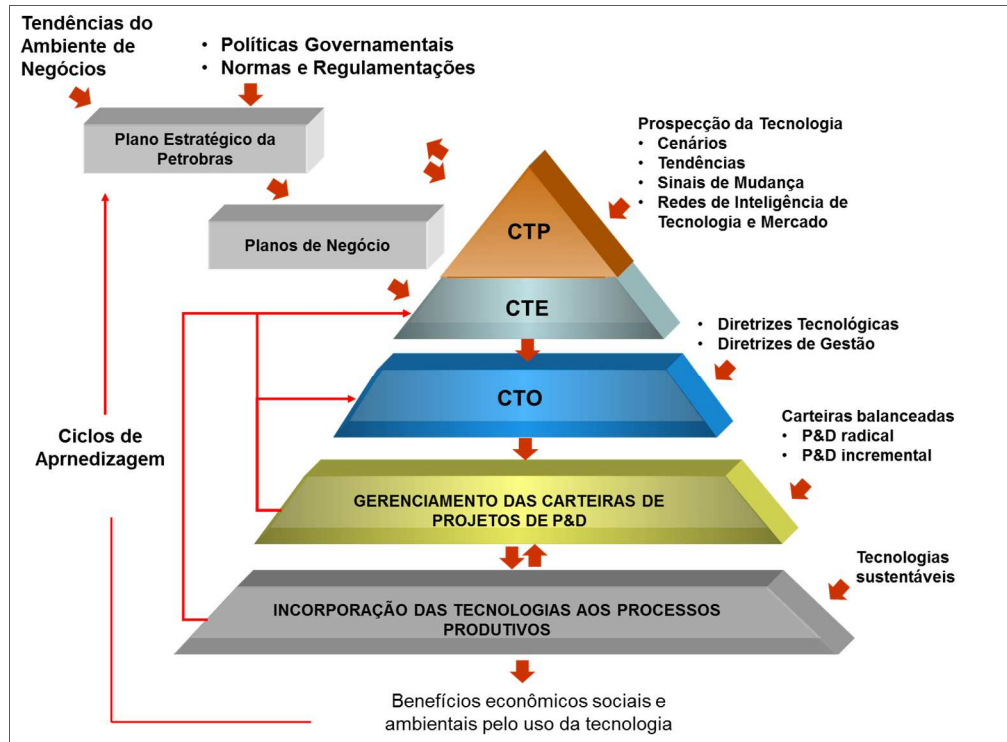 Tendências do
Ambiente de
Negócios
• Políticas Governamentais
• Normas e Regulamentações
Plano Estratégico da
Petrobras
Planos de Negócio
Prospecção da Tecnologia
• Cenários
• Tendências
• Sinais de Mudança
• Redes de Inteligência de
Tecnologia e Mercado
CTP
CTE
• Diretrizes Tecnológicas
• Diretrizes de Gestão
CTO
Carteiras balanceadas
• P&D radical
• P&D incremental
Ciclos de
Aprnedizagem
GERENCIAMENTO DAS CARTEIRAS DE
PROJETOS DE P&D
Tecnologias
sustentáveis
INCORPORAÇÃO DAS TECNOLOGIAS AOS PROCESSOS
PRODUTIVOS
Benefícios econômicos sociais e
ambientais pelo uso da tecnologia